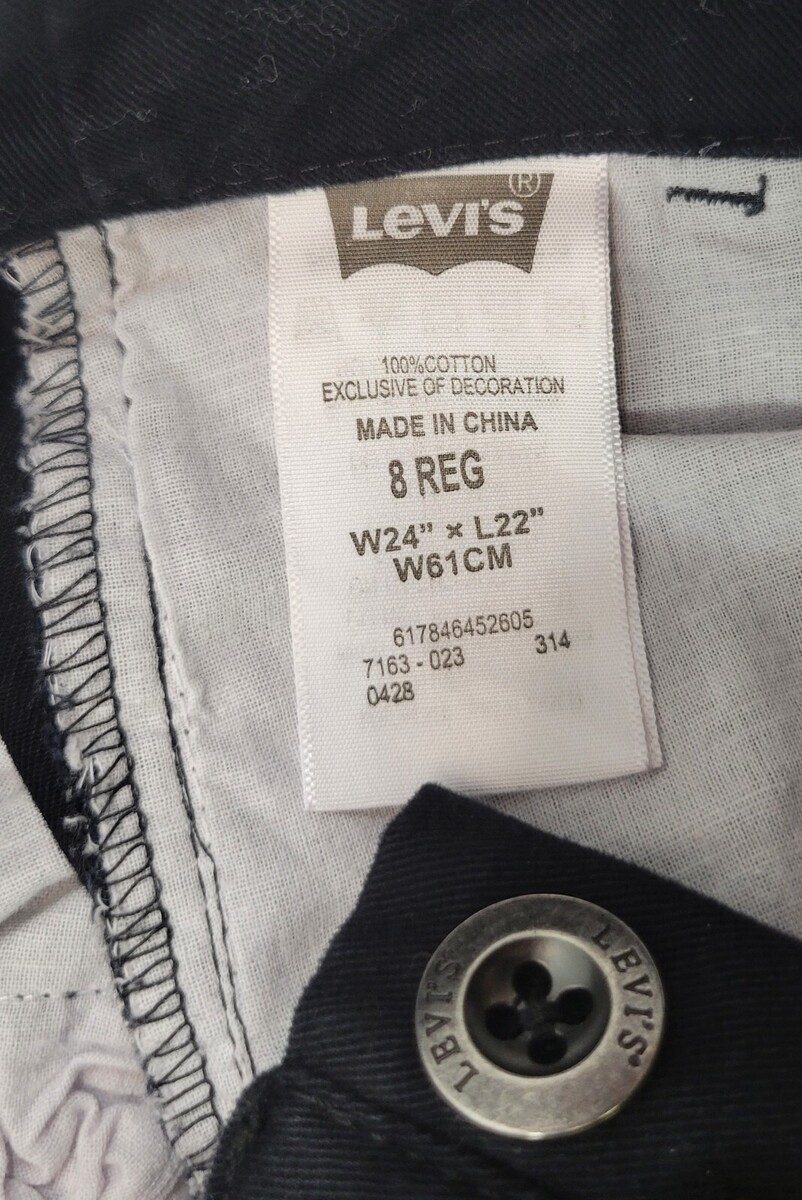 LEVI'S®
100%COTTON
EXCLUSIVE OF DECORATION
MADE IN CHINA
8 REG
W24” × L22”
W61CM
617846452605
7163 - 023 314
0428
LEVI'S LEVI'S